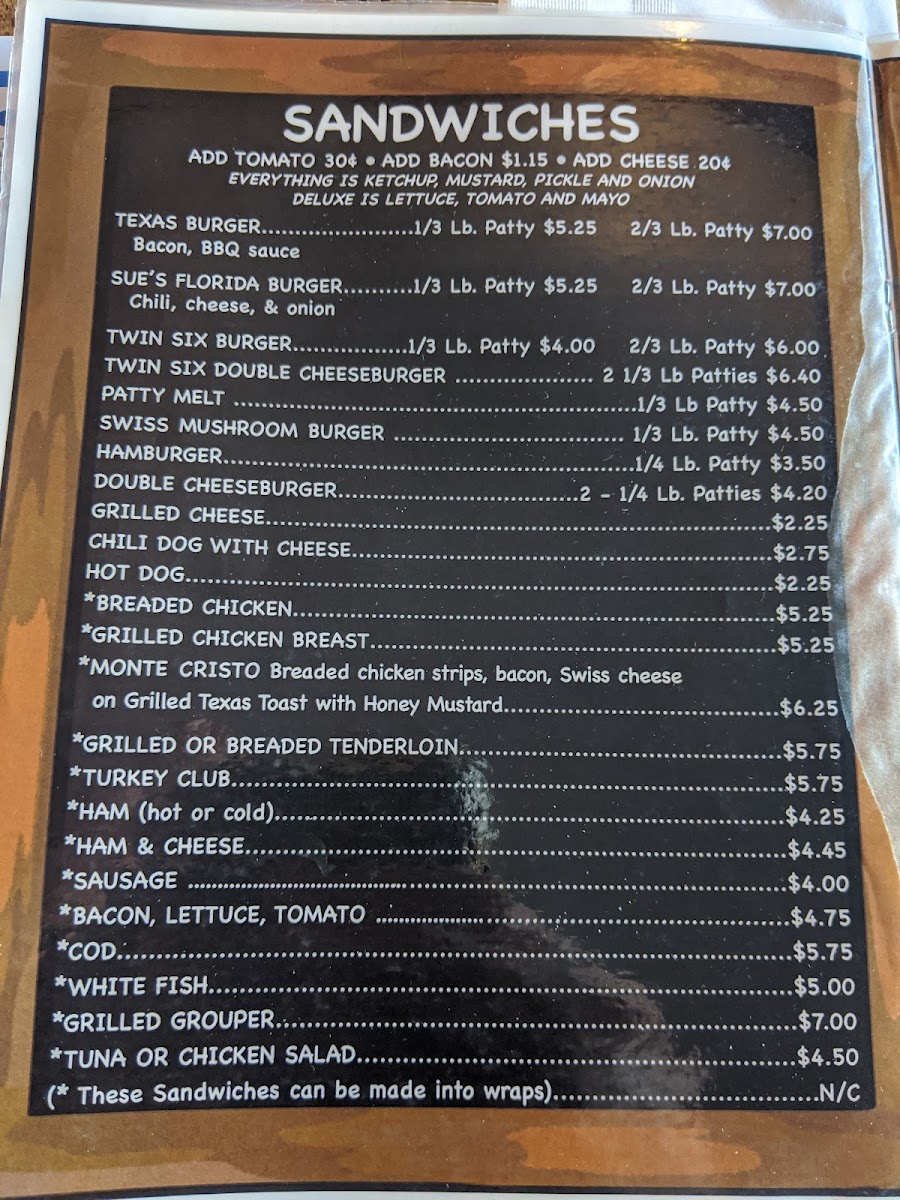 SANDWICHES
ADD TOMATO 30¢ • ADD BACON $1.15 • ADD CHEESE 20¢
EVERYTHING IS KETCHUP, MUSTARD, PICKLE AND ONION
DELUXE IS LETTUCE, TOMATO AND MAYO
TEXAS BURGER......................1/3 Lb. Patty $5.25 2/3 Lb. Patty $7.00
Bacon, BBQ sauce
SUE'S FLORIDA BURGER..........1/3 Lb. Patty $5.25 2/3 Lb. Patty $7.00
Chili, cheese, & onion
TWIN SIX BURGER.................1/3 Lb. Patty $4.00 2/3 Lb. Patty $6.00
TWIN SIX DOUBLE CHEESEBURGER .................... 2 1/3 Lb Patties $6.40
PATTY MELT ..........................................................1/3 Lb Patty $4.50
SWISS MUSHROOM BURGER ................................. 1/3 Lb. Patty $4.50
HAMBURGER...........................................................1/4 Lb. Patty $3.50
DOUBLE CHEESEBURGER...................................2 - 1/4 Lb. Patties $4.20
GRILLED CHEESE.........................................................................$2.25
CHILI DOG WITH CHEESE.............................................................$2.75
HOT DOG.....................................................................................$2.25
*BREADED CHICKEN.....................................................................$5.25
*GRILLED CHICKEN BREAST...........................................................$5.25
*MONTE CRISTO Breaded chicken strips, bacon, Swiss cheese
on Grilled Texas Toast with Honey Mustard........................................$6.25
*GRILLED OR BREADED TENDERLOIN...............................................$5.75
*TURKEY CLUB..............................................................................$5.75
*HAM (hot or cold).........................................................................$4.25
*HAM & CHEESE............................................................................$4.45
*SAUSAGE ....................................................................................$4.00
*BACON, LETTUCE, TOMATO ..........................................................$4.75
*COD............................................................................................$5.75
*WHITE FISH.................................................................................$5.00
*GRILLED GROUPER.......................................................................$7.00
*TUNA OR CHICKEN SALAD.............................................................$4.50
(* These Sandwiches can be made into wraps)......................................N/C